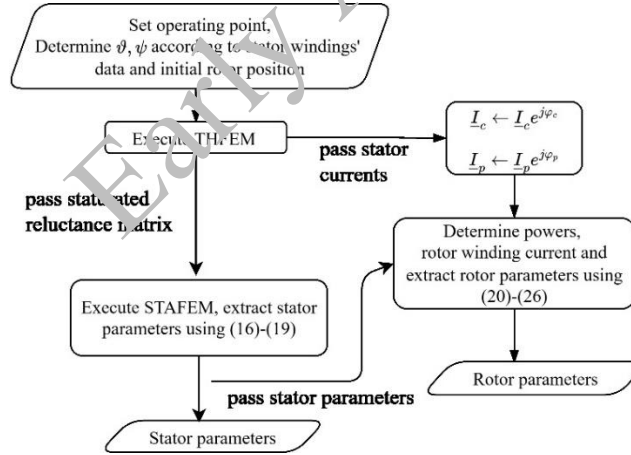 Set operating point,
Determine ϑ, ψ according to stator windings'
data and initial rotor position
Execute THFEM
pass stator
currents
I_c ← I_c e^{jφ_c}
I_p ← I_p e^{jφ_p}
pass staturated
reluctance matrix
Determine powers,
rotor winding current and
extract rotor parameters using
(20)-(26)
Execute STAFEM, extract stator
parameters using (16)-(19)
pass stator parameters
Rotor parameters
Stator parameters
Early